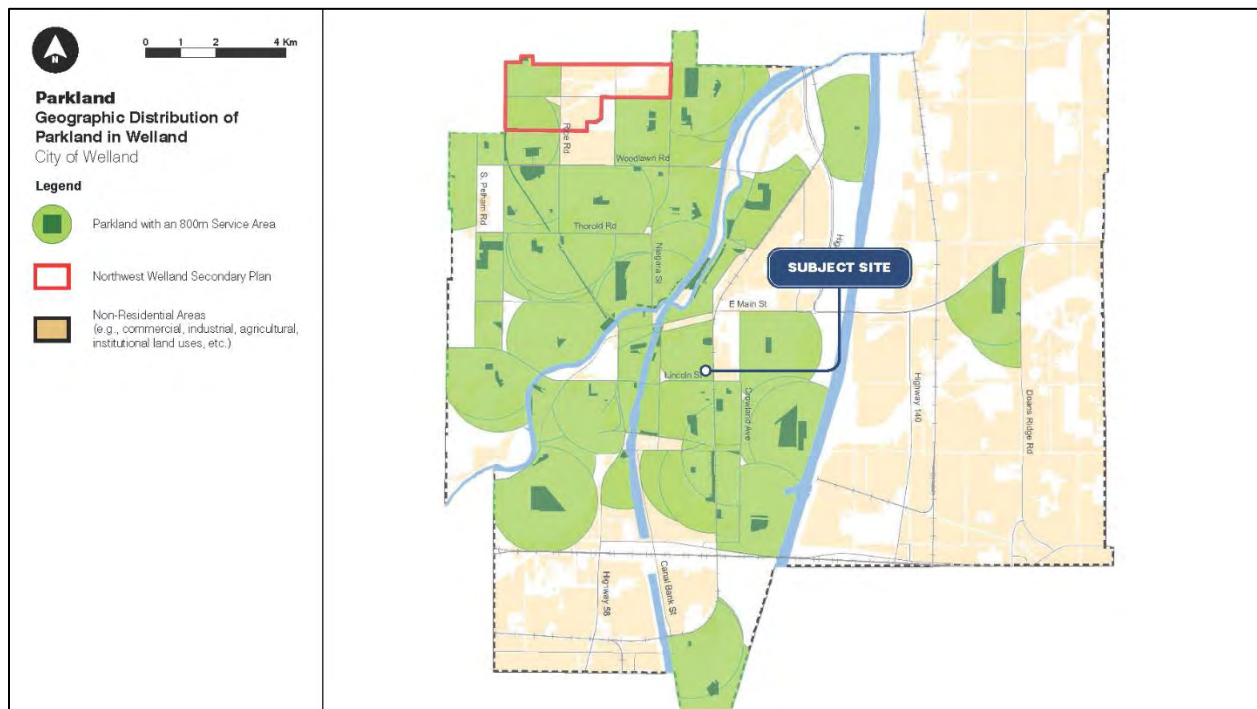 0 1 2 4 Km
N
Parkland
Geographic Distribution of
Parkland in Welland
City of Welland
Legend
Parkland with an 800m Service Area
Northwest Welland Secondary Plan
Non-Residential Areas
(e.g., commercial, industrial, agricultural,
institutional land uses, etc.)
Rice Rd
Woodlawn Rd
S. Pelham Rd
Thorold Rd
Niagara St
Hig
SUBJECT SITE
E Main St
Lincoln St
Crowland Ave
Highway 140
Doans Ridge Rd
Highway 58
Canal Bank St